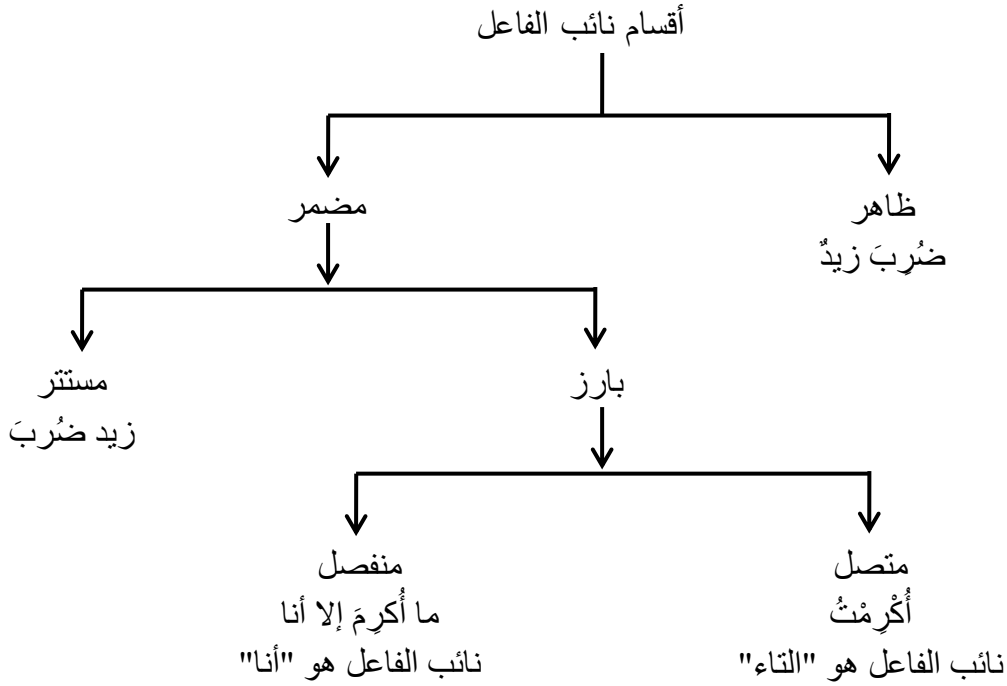 أقسام نائب الفاعل
ظاهر
ضُرِبَ زيدٌ
مضمر
بارز
مستتر
زيد ضُربَ
متصل
أُكْرِمْتُ
نائب الفاعل هو "التاء"
منفصل
ما أُكرِمَ إلا أنا
نائب الفاعل هو "أنا"